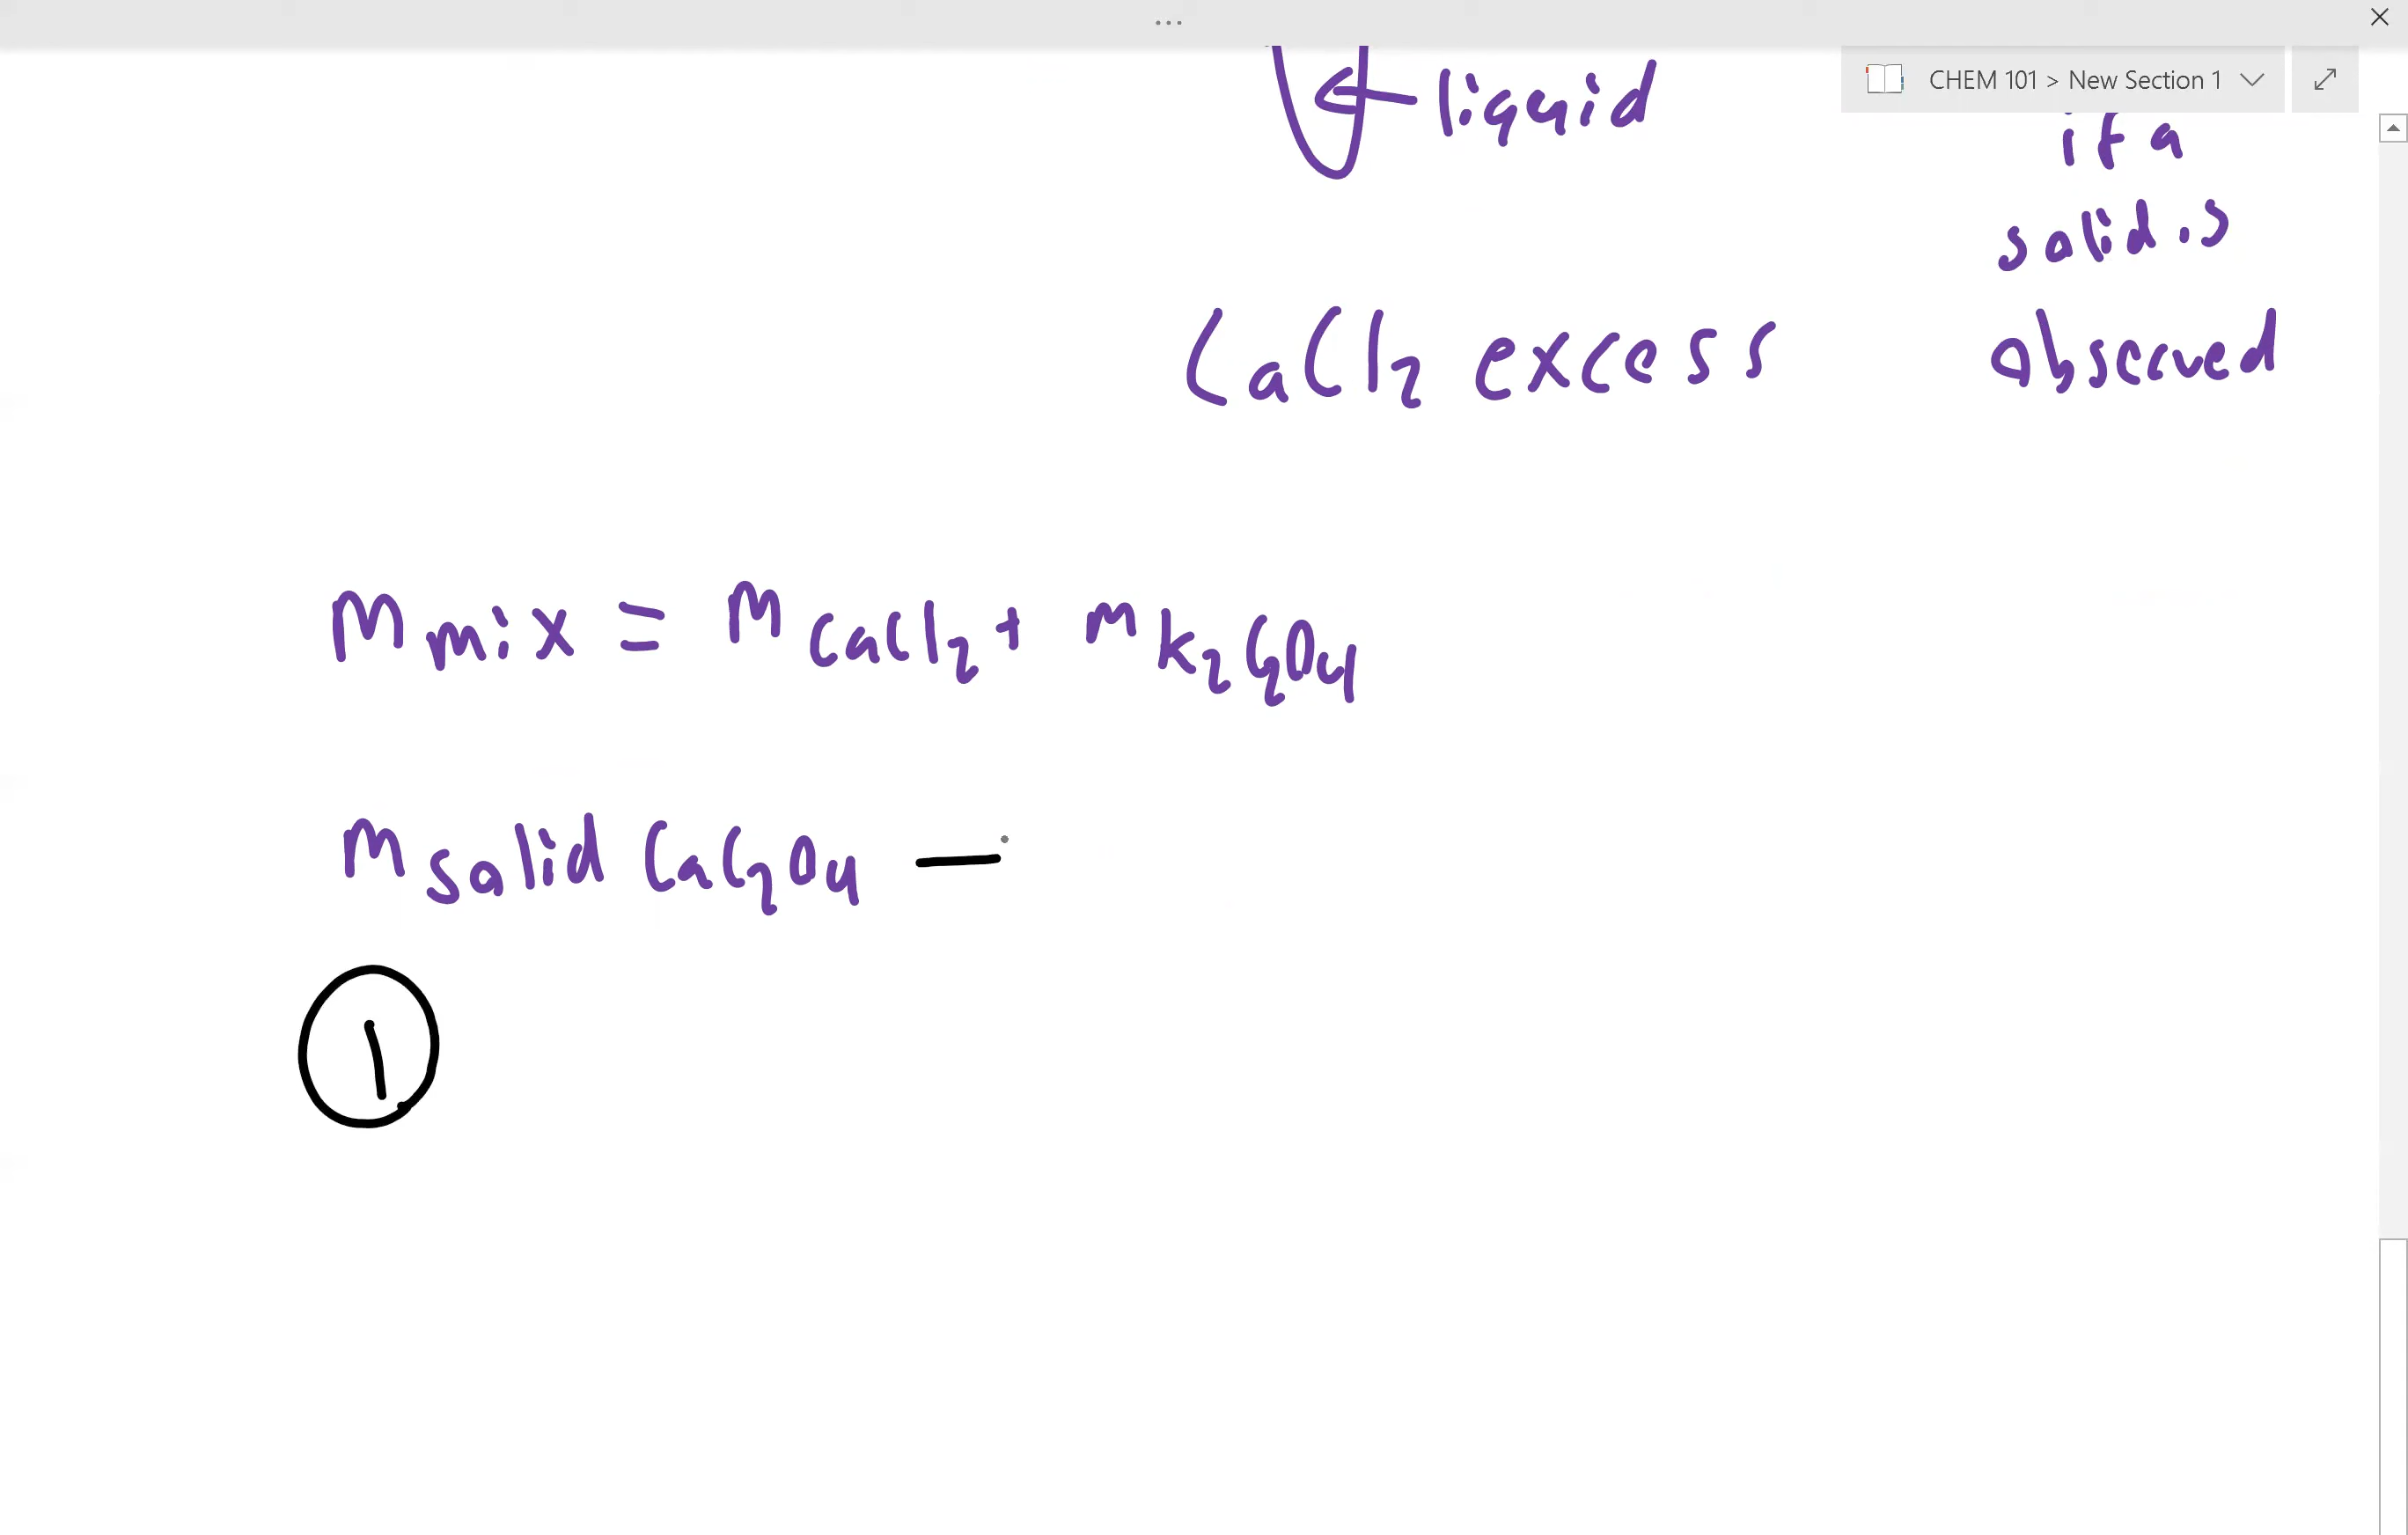 ...
CHEM 101 > New Section 1
liquid
if a
solid is
CaCl2 excess
observed
Mmix = MCaCl2 + MK2C2O4
Msolid CaC2O4 —
1